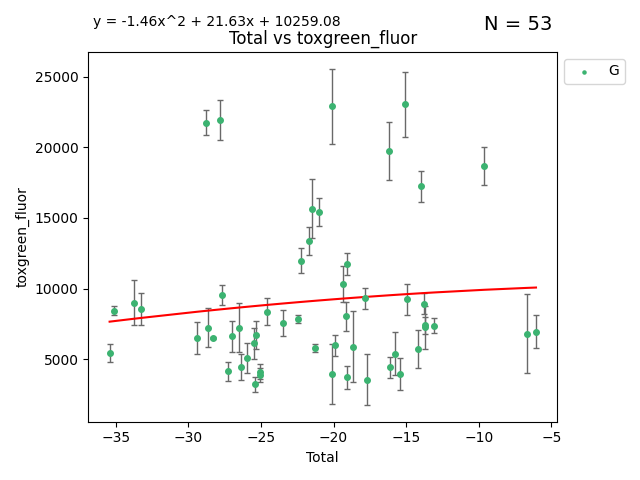 y = -1.46x^2 + 21.63x + 10259.08
N = 53
Total vs toxgreen_fluor
G
25000
20000
15000
10000
5000
toxgreen_fluor
−35 −30 −25 −20 −15 −10 −5
Total